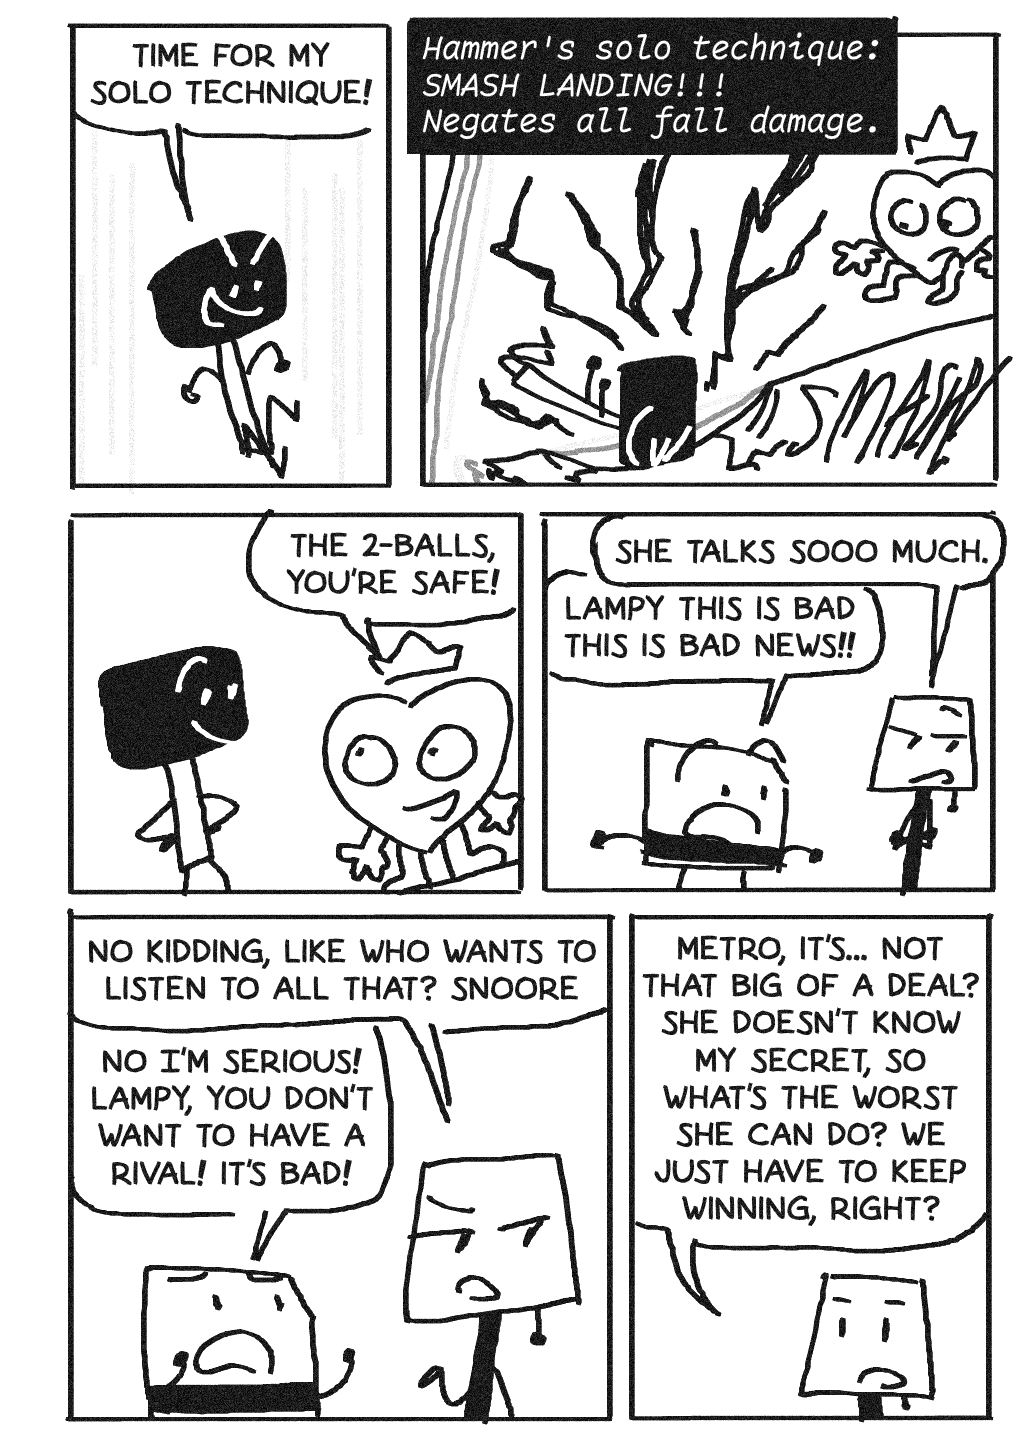 TIME FOR MY
SOLO TECHNIQUE!
Hammer's solo technique:
SMASH LANDING!!!
Negates all fall damage.
SMASH
THE 2-BALLS,
YOU'RE SAFE!
SHE TALKS SOOO MUCH.
LAMPY THIS IS BAD
THIS IS BAD NEWS!!
NO KIDDING, LIKE WHO WANTS TO
LISTEN TO ALL THAT? SNOORE
NO I'M SERIOUS!
LAMPY, YOU DON'T
WANT TO HAVE A
RIVAL! IT'S BAD!
METRO, IT'S... NOT
THAT BIG OF A DEAL?
SHE DOESN'T KNOW
MY SECRET, SO
WHAT'S THE WORST
SHE CAN DO? WE
JUST HAVE TO KEEP
WINNING, RIGHT?